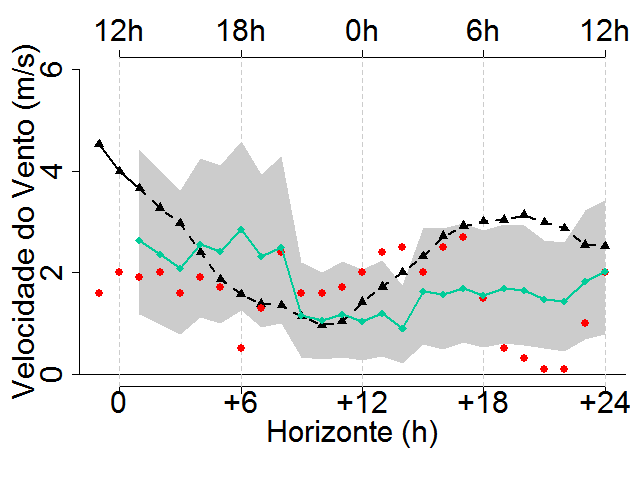 12h 18h 0h 6h 12h
Velocidade do Vento (m/s)
6
4
2
0
0 +6 +12 +18 +24
Horizonte (h)